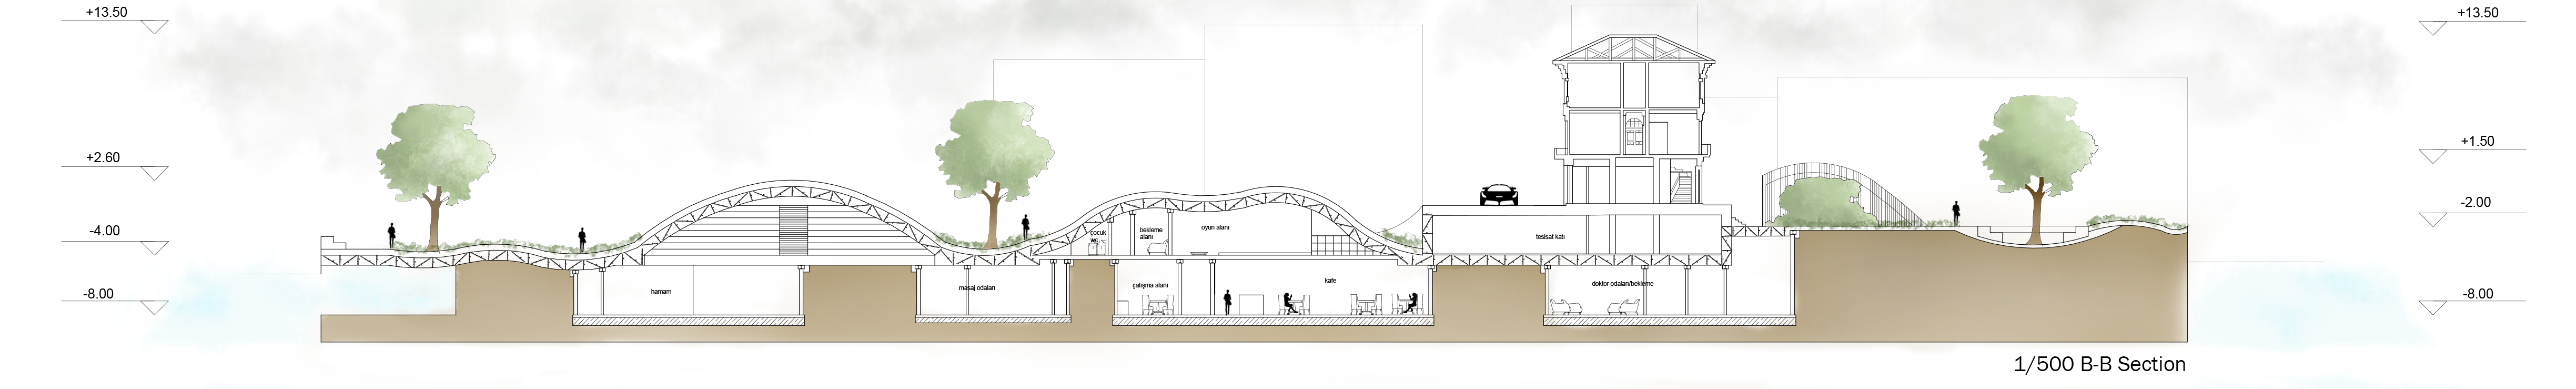 +13.50
+13.50
+2.60
+1.50
-2.00
-4.00
-8.00
-8.00
çocuk
wc
bekleme
alanı
oyun alanı
tesisat katı
hamam
masaj odaları
çalışma alanı
kafe
doktor odaları/bekleme
1/500 B-B Section